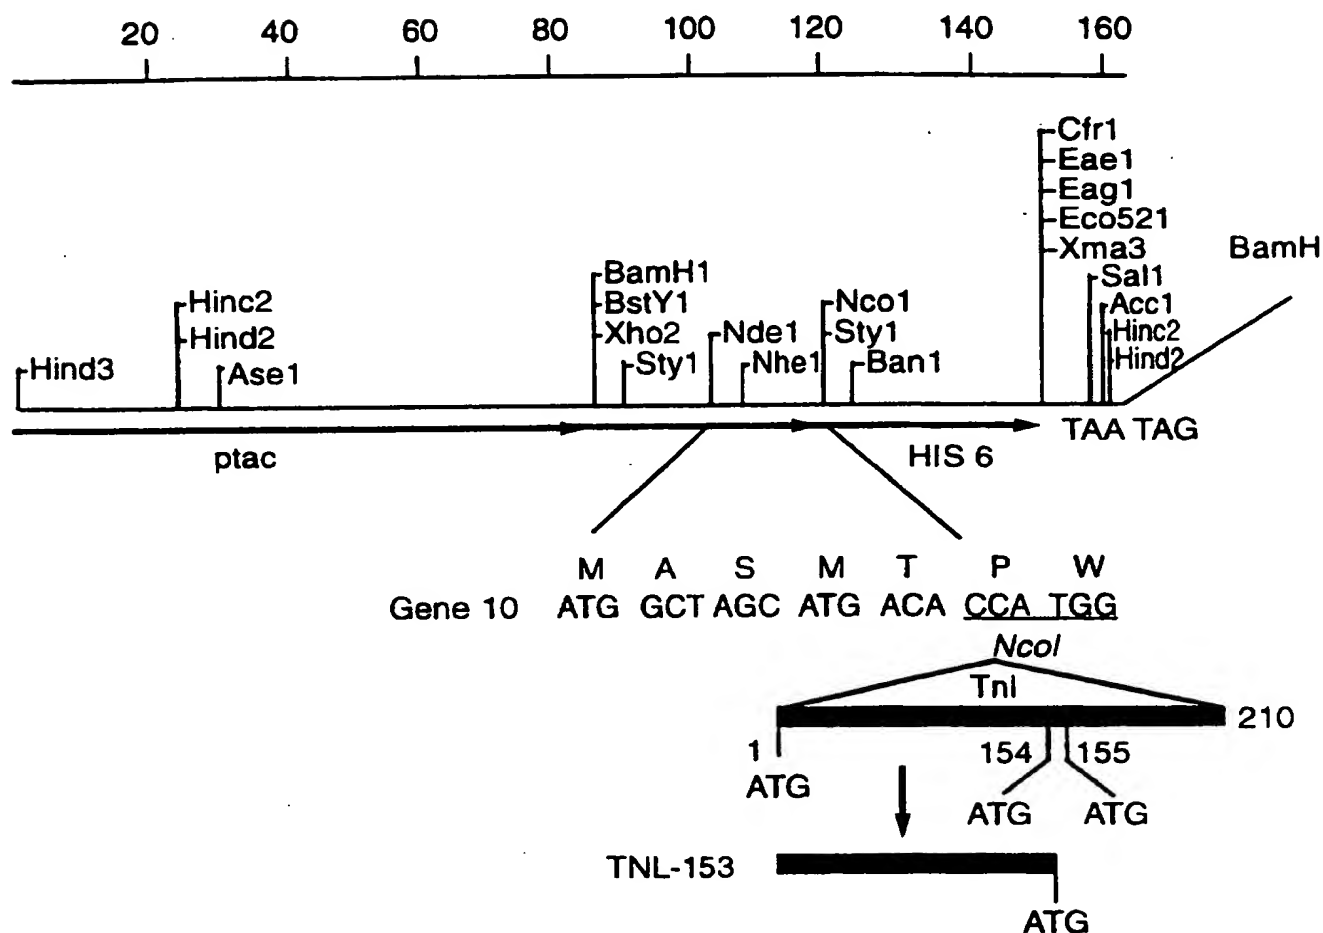 20 40 60 80 100 120 140 160
Cfr1
Eae1
Eag1
Eco521
Xma3
BamH
BamH1
Sal1
Hinc2
BstY1
Nco1
Acc1
Hind2
Xho2
Nde1
Sty1
Hinc2
Hind3
Ase1
Sty1
Nhe1
Ban1
Hind2
TAA TAG
ptac
HIS 6
M A S M T P W
Gene 10 ATG GCT AGC ATG ACA CCA TGG
NcoI
TnI
210
1
154 155
ATG
ATG ATG
TNL-153
ATG